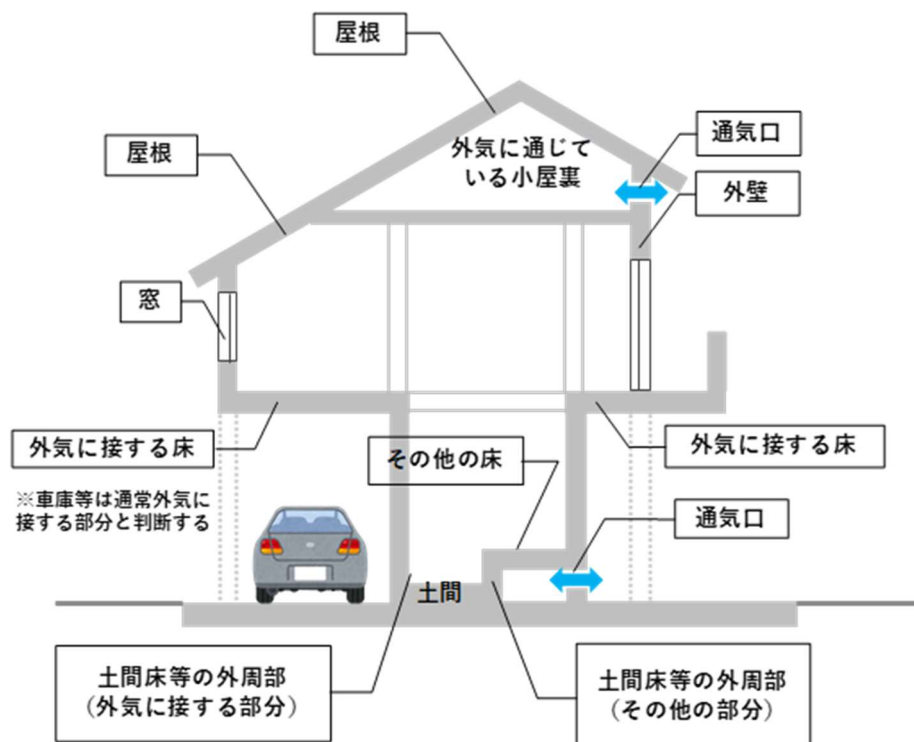 屋根
屋根
通気口
外気に通じて
いる小屋裏
外壁
窓
外気に接する床
その他の床
外気に接する床
※車庫等は通常外気に
接する部分と判断する
通気口
土間
土間床等の外周部
（外気に接する部分）
土間床等の外周部
（その他の部分）